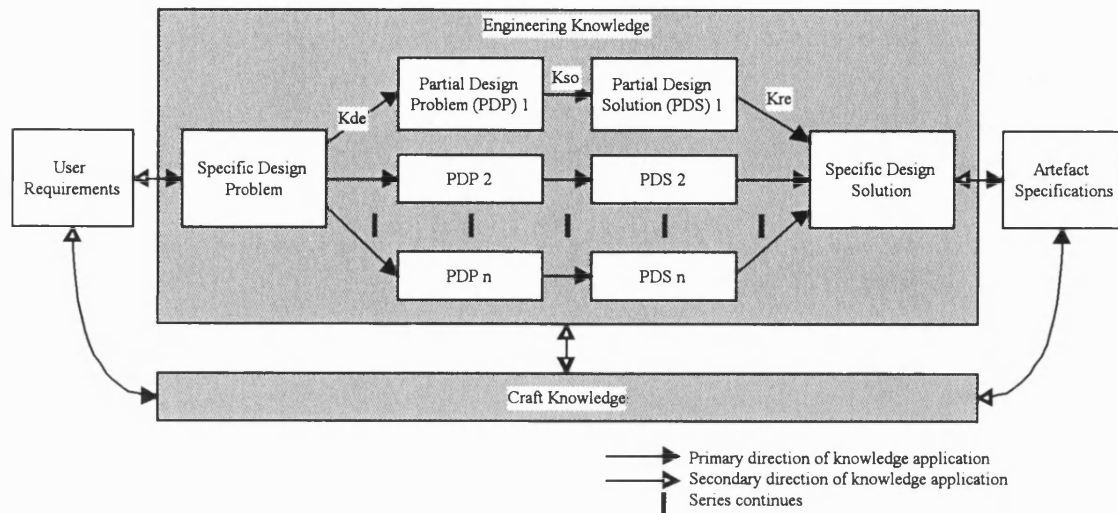 Engineering Knowledge
Partial Design
Problem (PDP) 1
Kso
Partial Design
Solution (PDS) 1
Kde
Kre
User
Requirements
Specific Design
Problem
PDP 2
PDS 2
Specific Design
Solution
Artefact
Specifications
PDP n
PDS n
Craft Knowledge
Primary direction of knowledge application
Secondary direction of knowledge application
Series continues